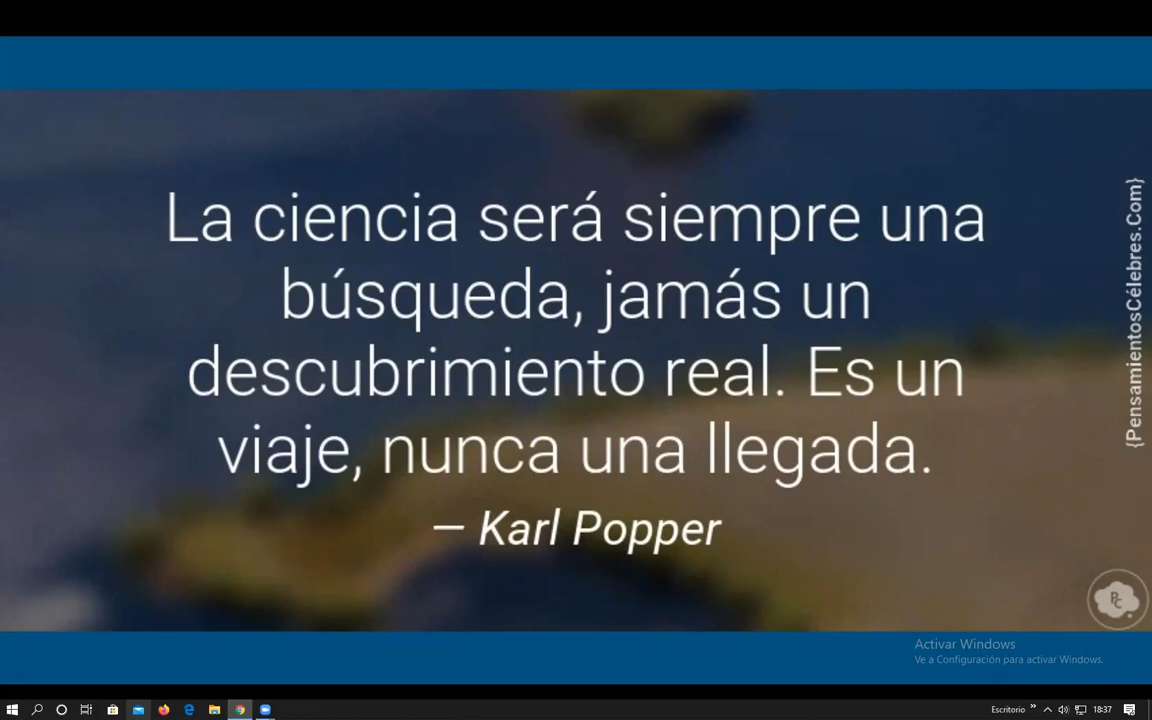 La ciencia será siempre una
búsqueda, jamás un
descubrimiento real. Es un
viaje, nunca una llegada.
— Karl Popper
{PensamientosCélebres.Com}
PC
Activar Windows
Ve a Configuración para activar Windows.
Escritorio
18:37